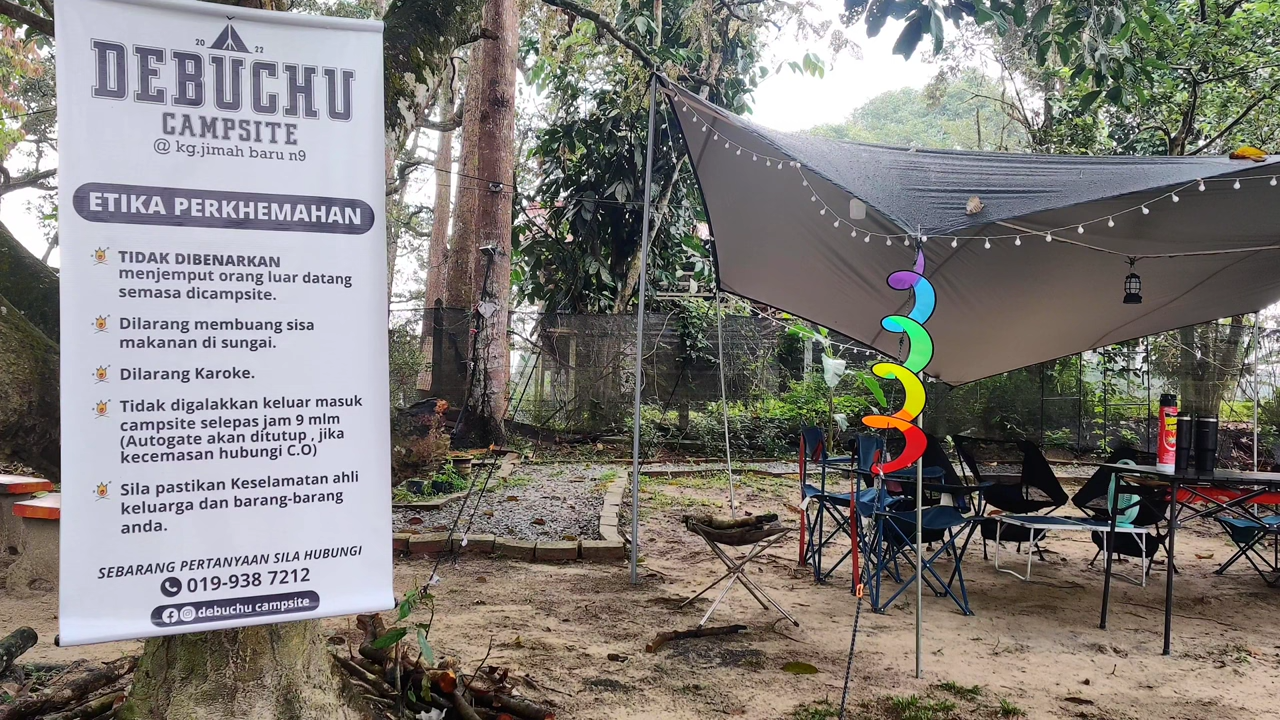 20 22
DEBUCHU
CAMPSITE
@ kg.jimah baru n9
ETIKA PERKHEMAHAN
TIDAK DIBENARKAN
menjemput orang luar datang
semasa dicampsite.
Dilarang membuang sisa
makanan di sungai.
Dilarang Karoke.
Tidak digalakkan keluar masuk
campsite selepas jam 9 mlm
(Autogate akan ditutup , jika
kecemasan hubungi C.O)
Sila pastikan Keselamatan ahli
keluarga dan barang-barang
anda.
SEBARANG PERTANYAAN SILA HUBUNGI
019-938 7212
debuchu campsite